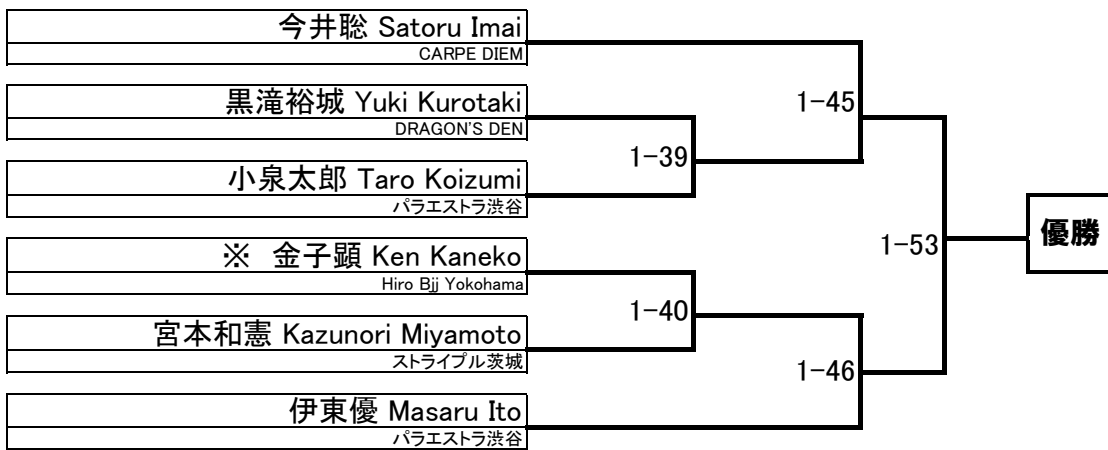 今井聡 Satoru Imai
CARPE DIEM
黒滝裕城 Yuki Kurotaki
DRAGON'S DEN
小泉太郎 Taro Koizumi
パラエストラ渋谷
※ 金子顕 Ken Kaneko
Hiro Bjj Yokohama
宮本和憲 Kazunori Miyamoto
ストライプル茨城
伊東優 Masaru Ito
パラエストラ渋谷
1-39
1-40
1-45
1-46
1-53
優勝